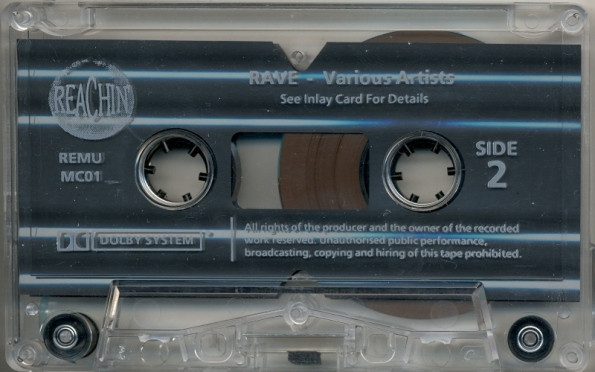 RAVE - Various Artists
See Inlay Card For Details
REACHIN'
REMU
MC01
SIDE
2
DOLBY SYSTEM
All rights of the producer and the owner of the recorded
work reserved. Unauthorised public performance,
broadcasting, copying and hiring of this tape prohibited.